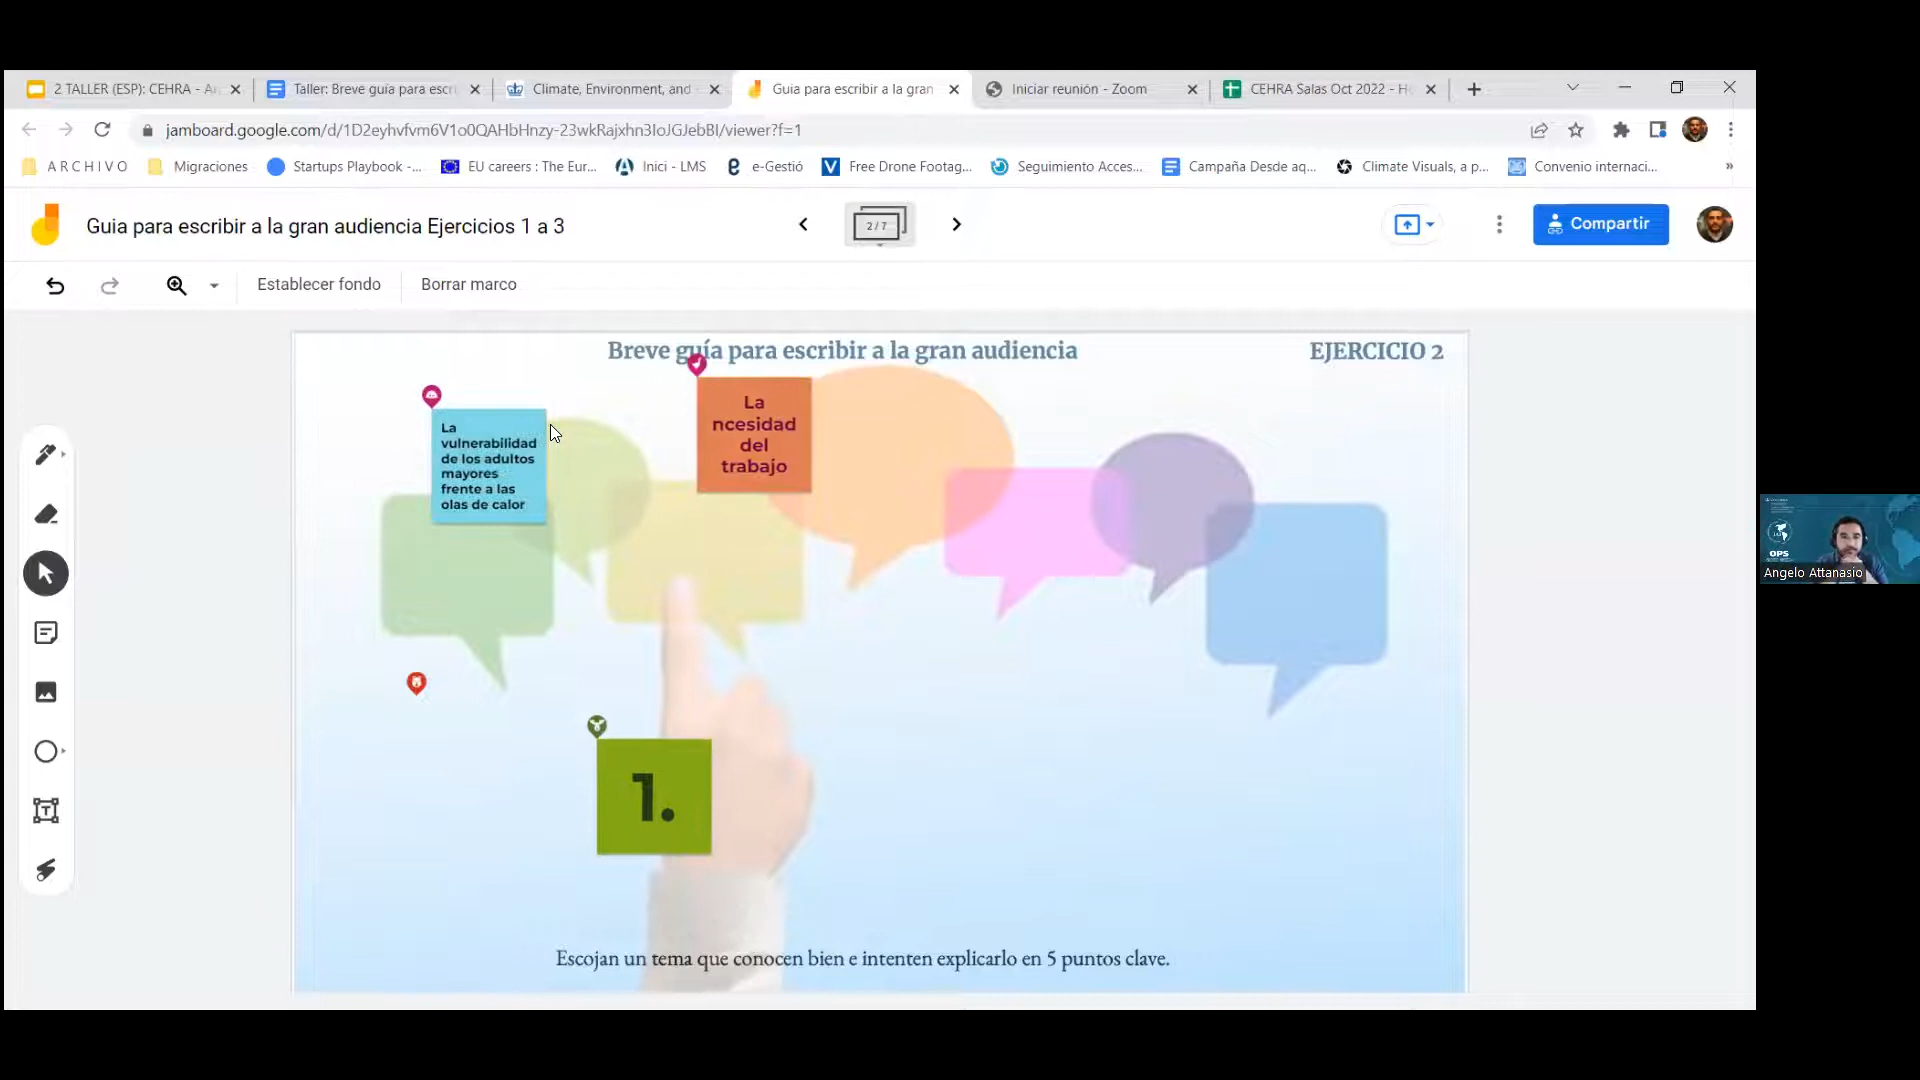 2 TALLER (ESP): CEHRA - A
Taller: Breve guía para escri
Climate, Environment, and
Guia para escribir a la gran
Iniciar reunión - Zoom
CEHRA Salas Oct 2022 - H
jamboard.google.com/d/1D2eyhvfvm6V1o0QAHbHnzy-23wkRajxhn3IoJGJebBI/viewer?f=1
A R C H I V O
Migraciones
Startups Playbook -...
EU careers : The Eur...
Inici - LMS
e-Gestió
Free Drone Footag...
Seguimiento Acces...
Campaña Desde aq...
Climate Visuals, a p...
Convenio internaci...
»
Guia para escribir a la gran audiencia Ejercicios 1 a 3
2 / 7
Compartir
Establecer fondo
Borrar marco
Breve guía para escribir a la gran audiencia
EJERCICIO 2
La
vulnerabilidad
de los adultos
mayores
frente a las
olas de calor
La
ncesidad
del
trabajo
1.
Escojan un tema que conocen bien e intenten explicarlo en 5 puntos clave.
OPS
Angelo Attanasio